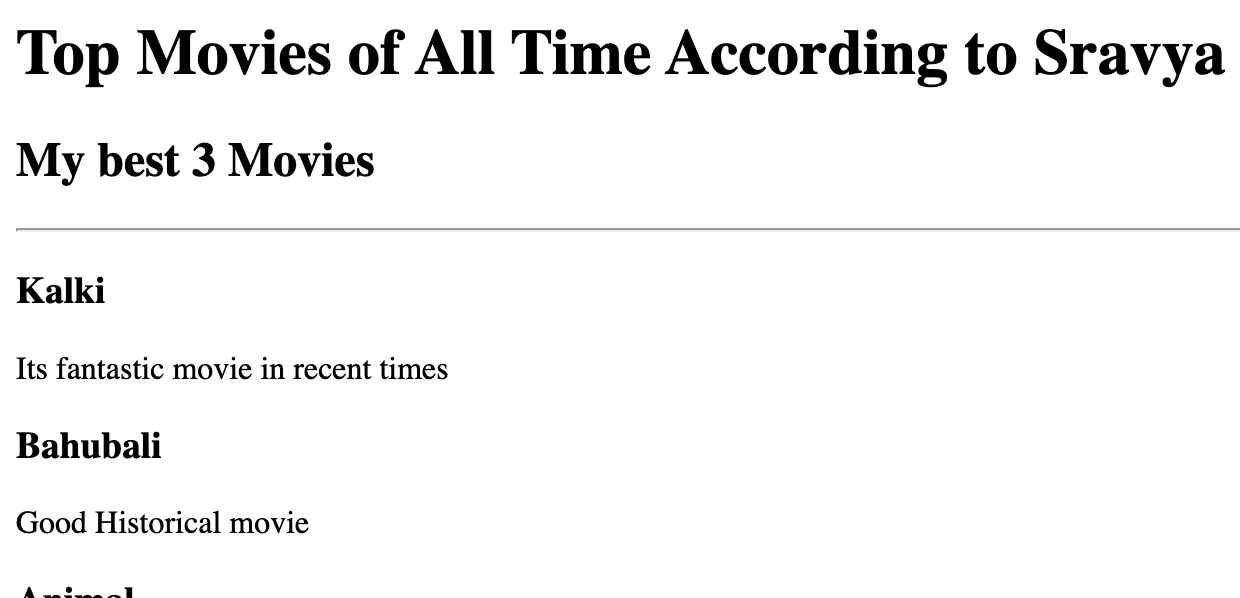 Top Movies of All Time According to Sravya
My best 3 Movies
Kalki
Its fantastic movie in recent times
Bahubali
Good Historical movie
Animal